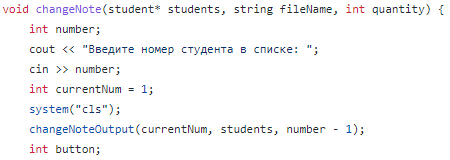 void changeNote(student* students, string fileName, int quantity) {
    int number;
    cout << "Введите номер студента в списке: ";
    cin >> number;
    int currentNum = 1;
    system("cls");
    changeNoteOutput(currentNum, students, number - 1);
    int button;